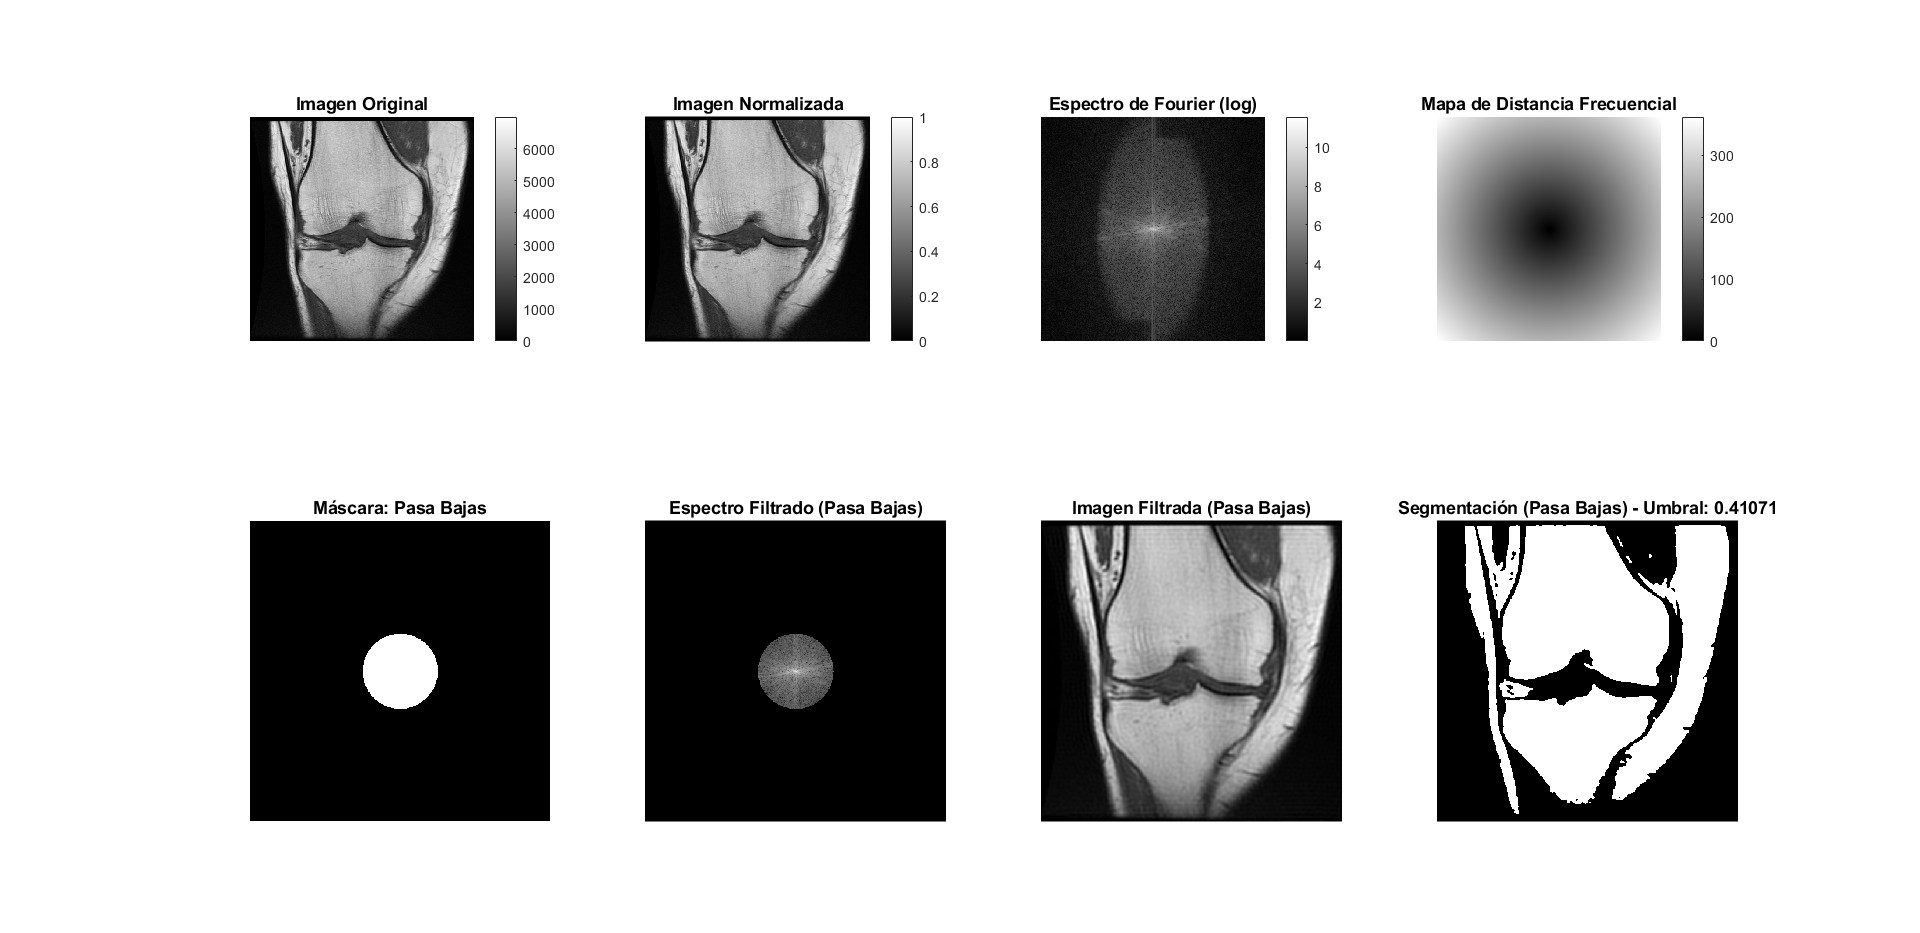 Imagen Original
6000
5000
4000
3000
2000
1000
0
Imagen Normalizada
1
0.8
0.6
0.4
0.2
0
Espectro de Fourier (log)
10
8
6
4
2
Mapa de Distancia Frecuencial
300
200
100
0
Máscara: Pasa Bajas
Espectro Filtrado (Pasa Bajas)
Imagen Filtrada (Pasa Bajas)
Segmentación (Pasa Bajas) - Umbral: 0.41071